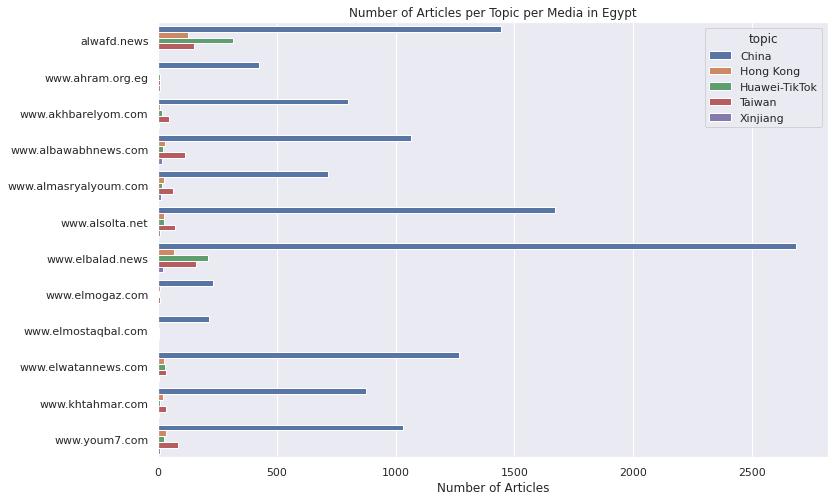 Number of Articles per Topic per Media in Egypt
topic
China
Hong Kong
Huawei-TikTok
Taiwan
Xinjiang
alwafd.news
www.ahram.org.eg
www.akhbarelyom.com
www.albawabhnews.com
www.almasryalyoum.com
www.alsolta.net
www.elbalad.news
www.elmogaz.com
www.elmostaqbal.com
www.elwatannews.com
www.khtahmar.com
www.youm7.com
0 500 1000 1500 2000 2500
Number of Articles